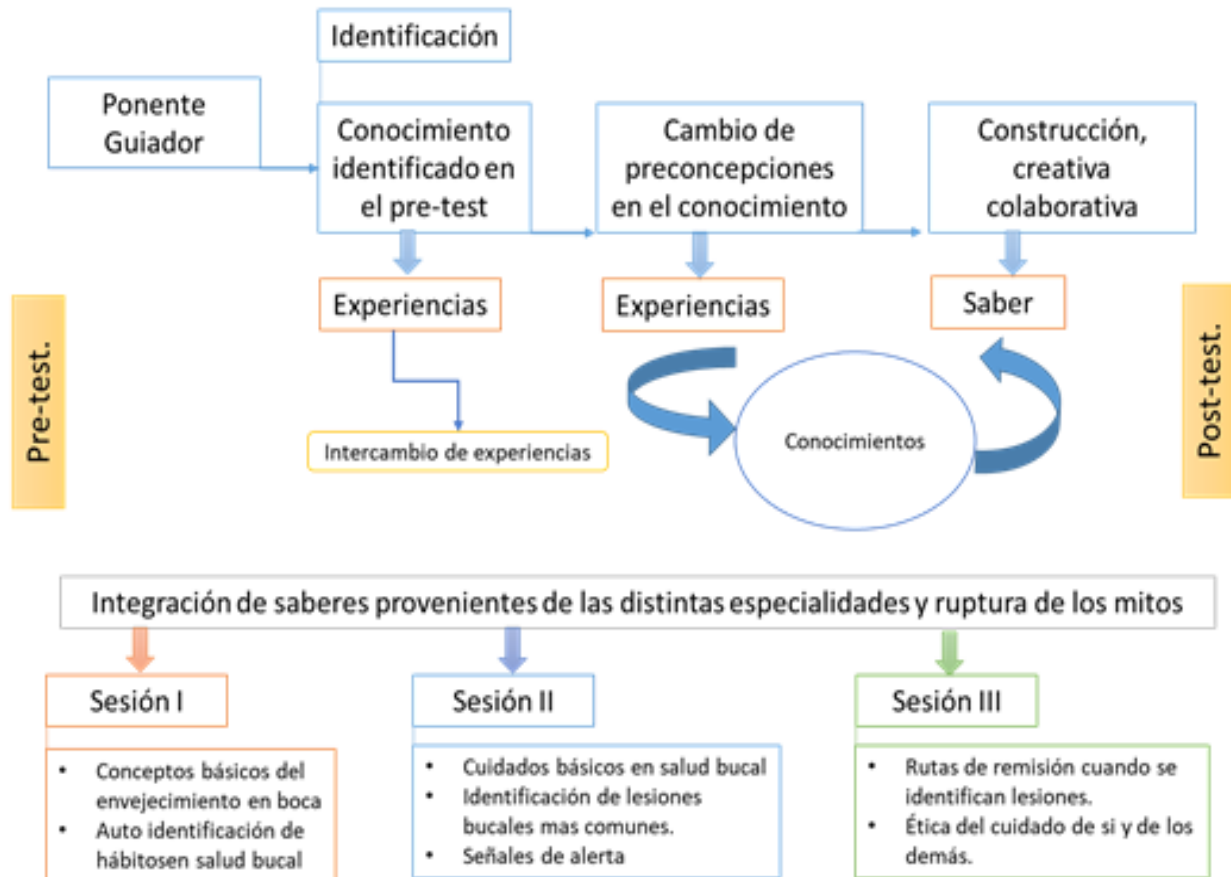 Identificación
Ponente
Guiador
Conocimiento
identificado en
el pre-test
Cambio de
preconcepciones
en el conocimiento
Construcción,
creativa
colaborativa
Experiencias
Experiencias
Saber
Pre-test.
Intercambio de experiencias
Conocimientos
Post-test.
Integración de saberes provenientes de las distintas especialidades y ruptura de los mitos
Sesión I
• Conceptos básicos del
envejecimiento en boca
• Auto identificación de
hábitosen salud bucal
Sesión II
• Cuidados básicos en salud bucal
• Identificación de lesiones
bucales mas comunes.
• Señales de alerta
Sesión III
• Rutas de remisión cuando se
identifican lesiones.
• Ética del cuidado de si y de los
demás.